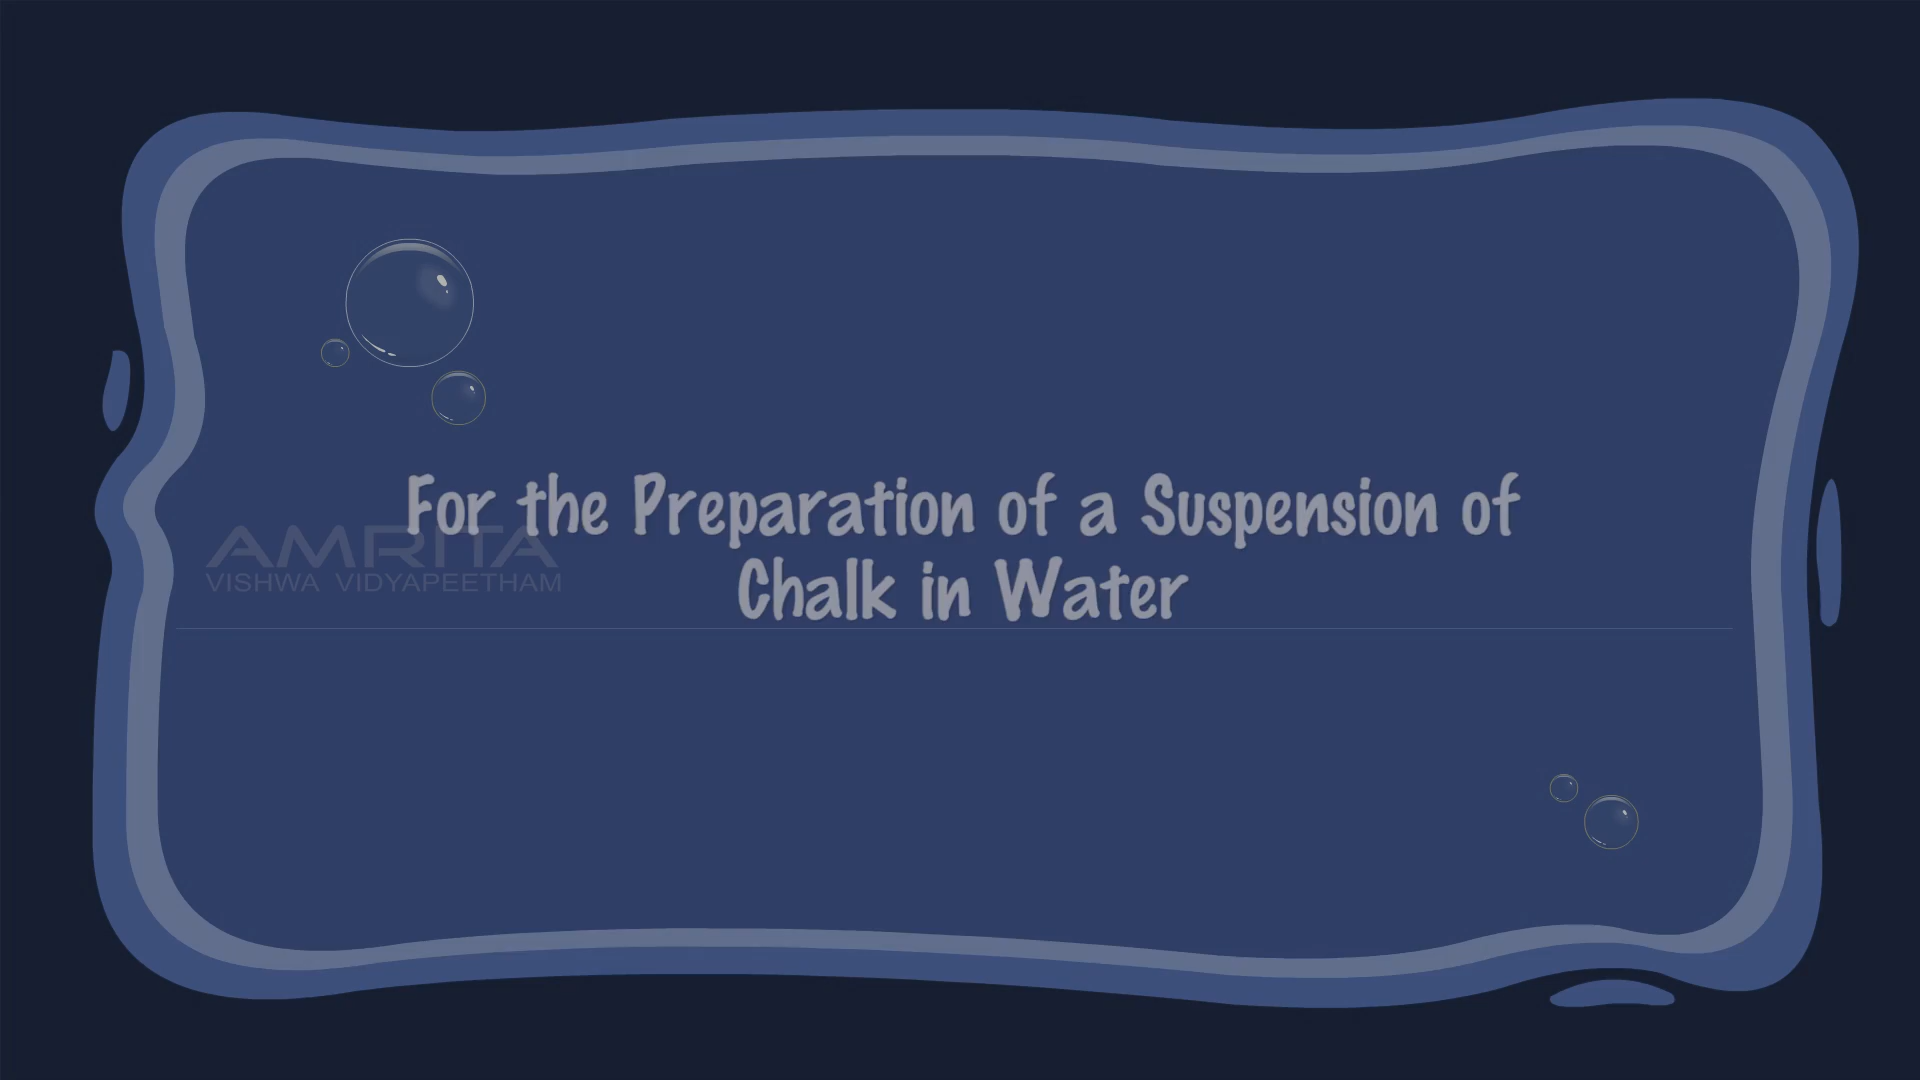 For the Preparation of a Suspension of
Chalk in Water
AMRITA
VISHWA VIDYAPEETHAM